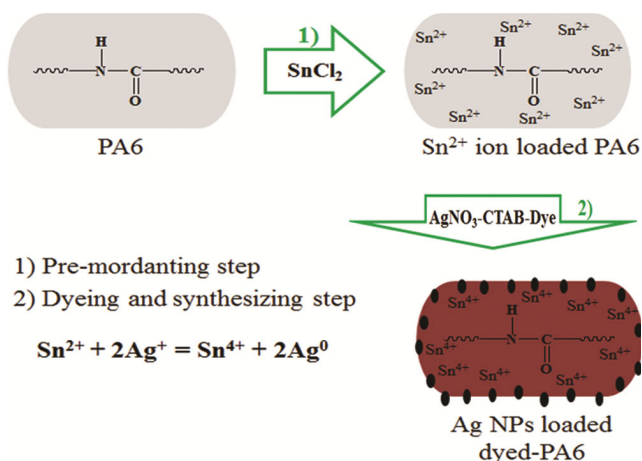 H
N C
O
PA6
1)
SnCl₂
Sn²⁺ Sn²⁺
Sn²⁺ H Sn²⁺
N C
Sn²⁺ O Sn²⁺
Sn²⁺ Sn²⁺
Sn²⁺ ion loaded PA6
AgNO₃-CTAB-Dye 2)
1) Pre-mordanting step
2) Dyeing and synthesizing step
Sn²⁺ + 2Ag⁺ = Sn⁴⁺ + 2Ag⁰
Sn⁴⁺ Sn⁴⁺ Sn⁴⁺
H Sn⁴⁺
N C
Sn⁴⁺ O Sn⁴⁺
Sn⁴⁺ Sn⁴⁺ Sn⁴⁺
Ag NPs loaded
dyed-PA6